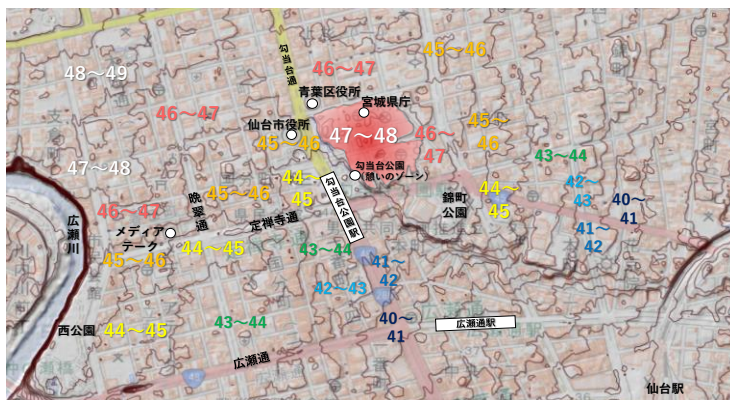 勾当台通
45～46
48～49
46～47
青葉区役所
宮城県庁
46～47
仙台市役所
47～48
45～46
46～
47
45～
46
47～48
勾当台公園
（憩いのゾーン）
43～44
44～
45
勾当台公園駅
45～46
晩翠通
44～
45
錦町
公園
42～
43
40～
41
46～47
定禅寺通
広瀬川
メディア
テーク
44～45
43～44
41～
42
41～
42
45～46
42～43
西公園
44～45
43～44
40～
41
広瀬通駅
広瀬通
仙台駅